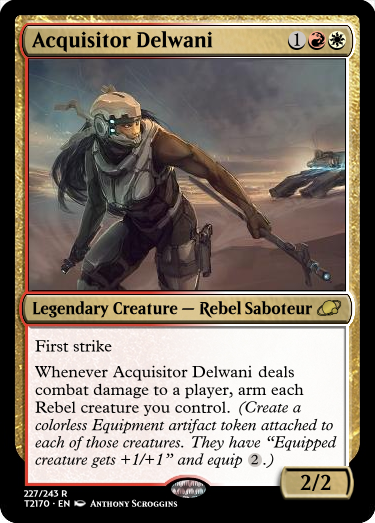 Acquisitor Delwani 1
Legendary Creature — Rebel Saboteur
First strike
Whenever Acquisitor Delwani deals
combat damage to a player, arm each
Rebel creature you control. (Create a
colorless Equipment artifact token attached to
each of those creatures. They have “Equipped
creature gets +1/+1” and equip 2.)
2/2
227/243 R
T2170 • EN Anthony Scroggins